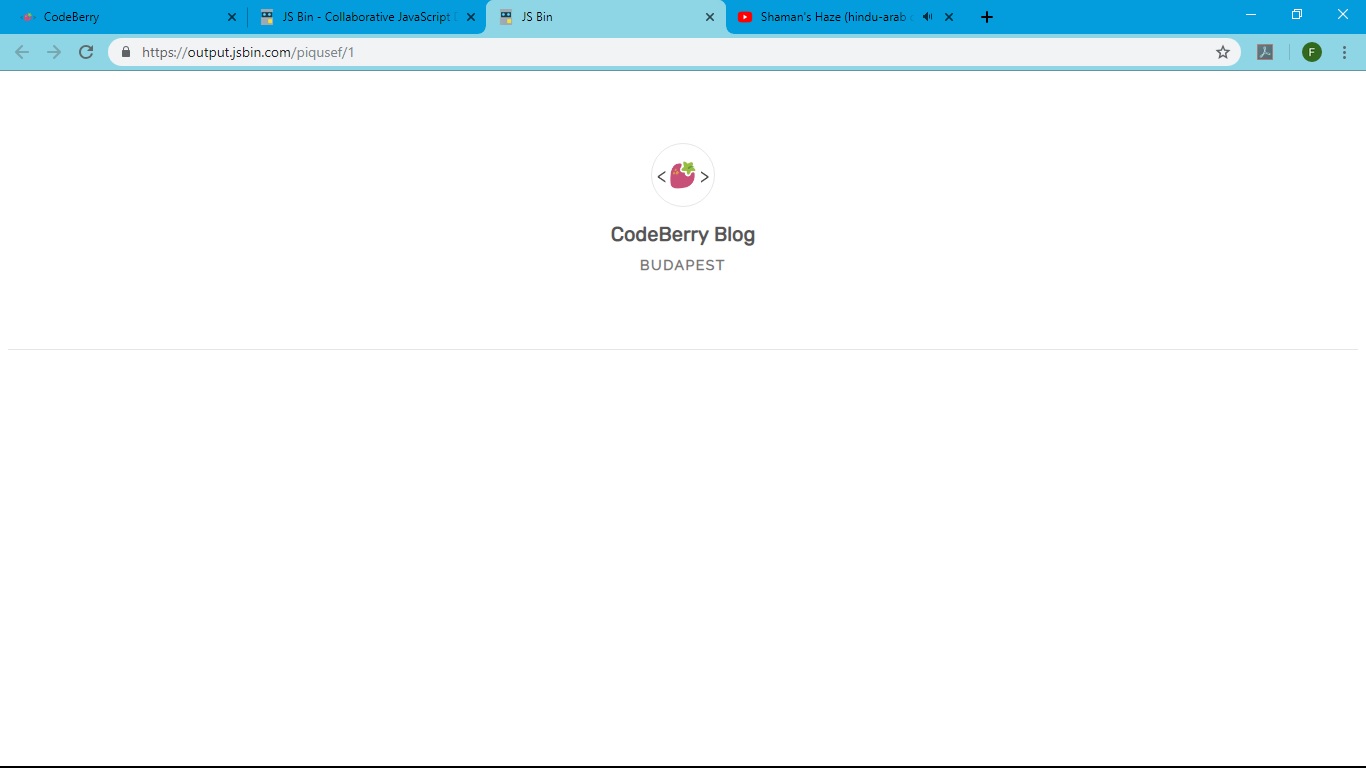 CodeBerry
JS Bin - Collaborative JavaScript
JS Bin
Shaman's Haze (hindu-arab
https://output.jsbin.com/piqusef/1
F
< >
CodeBerry Blog
BUDAPEST